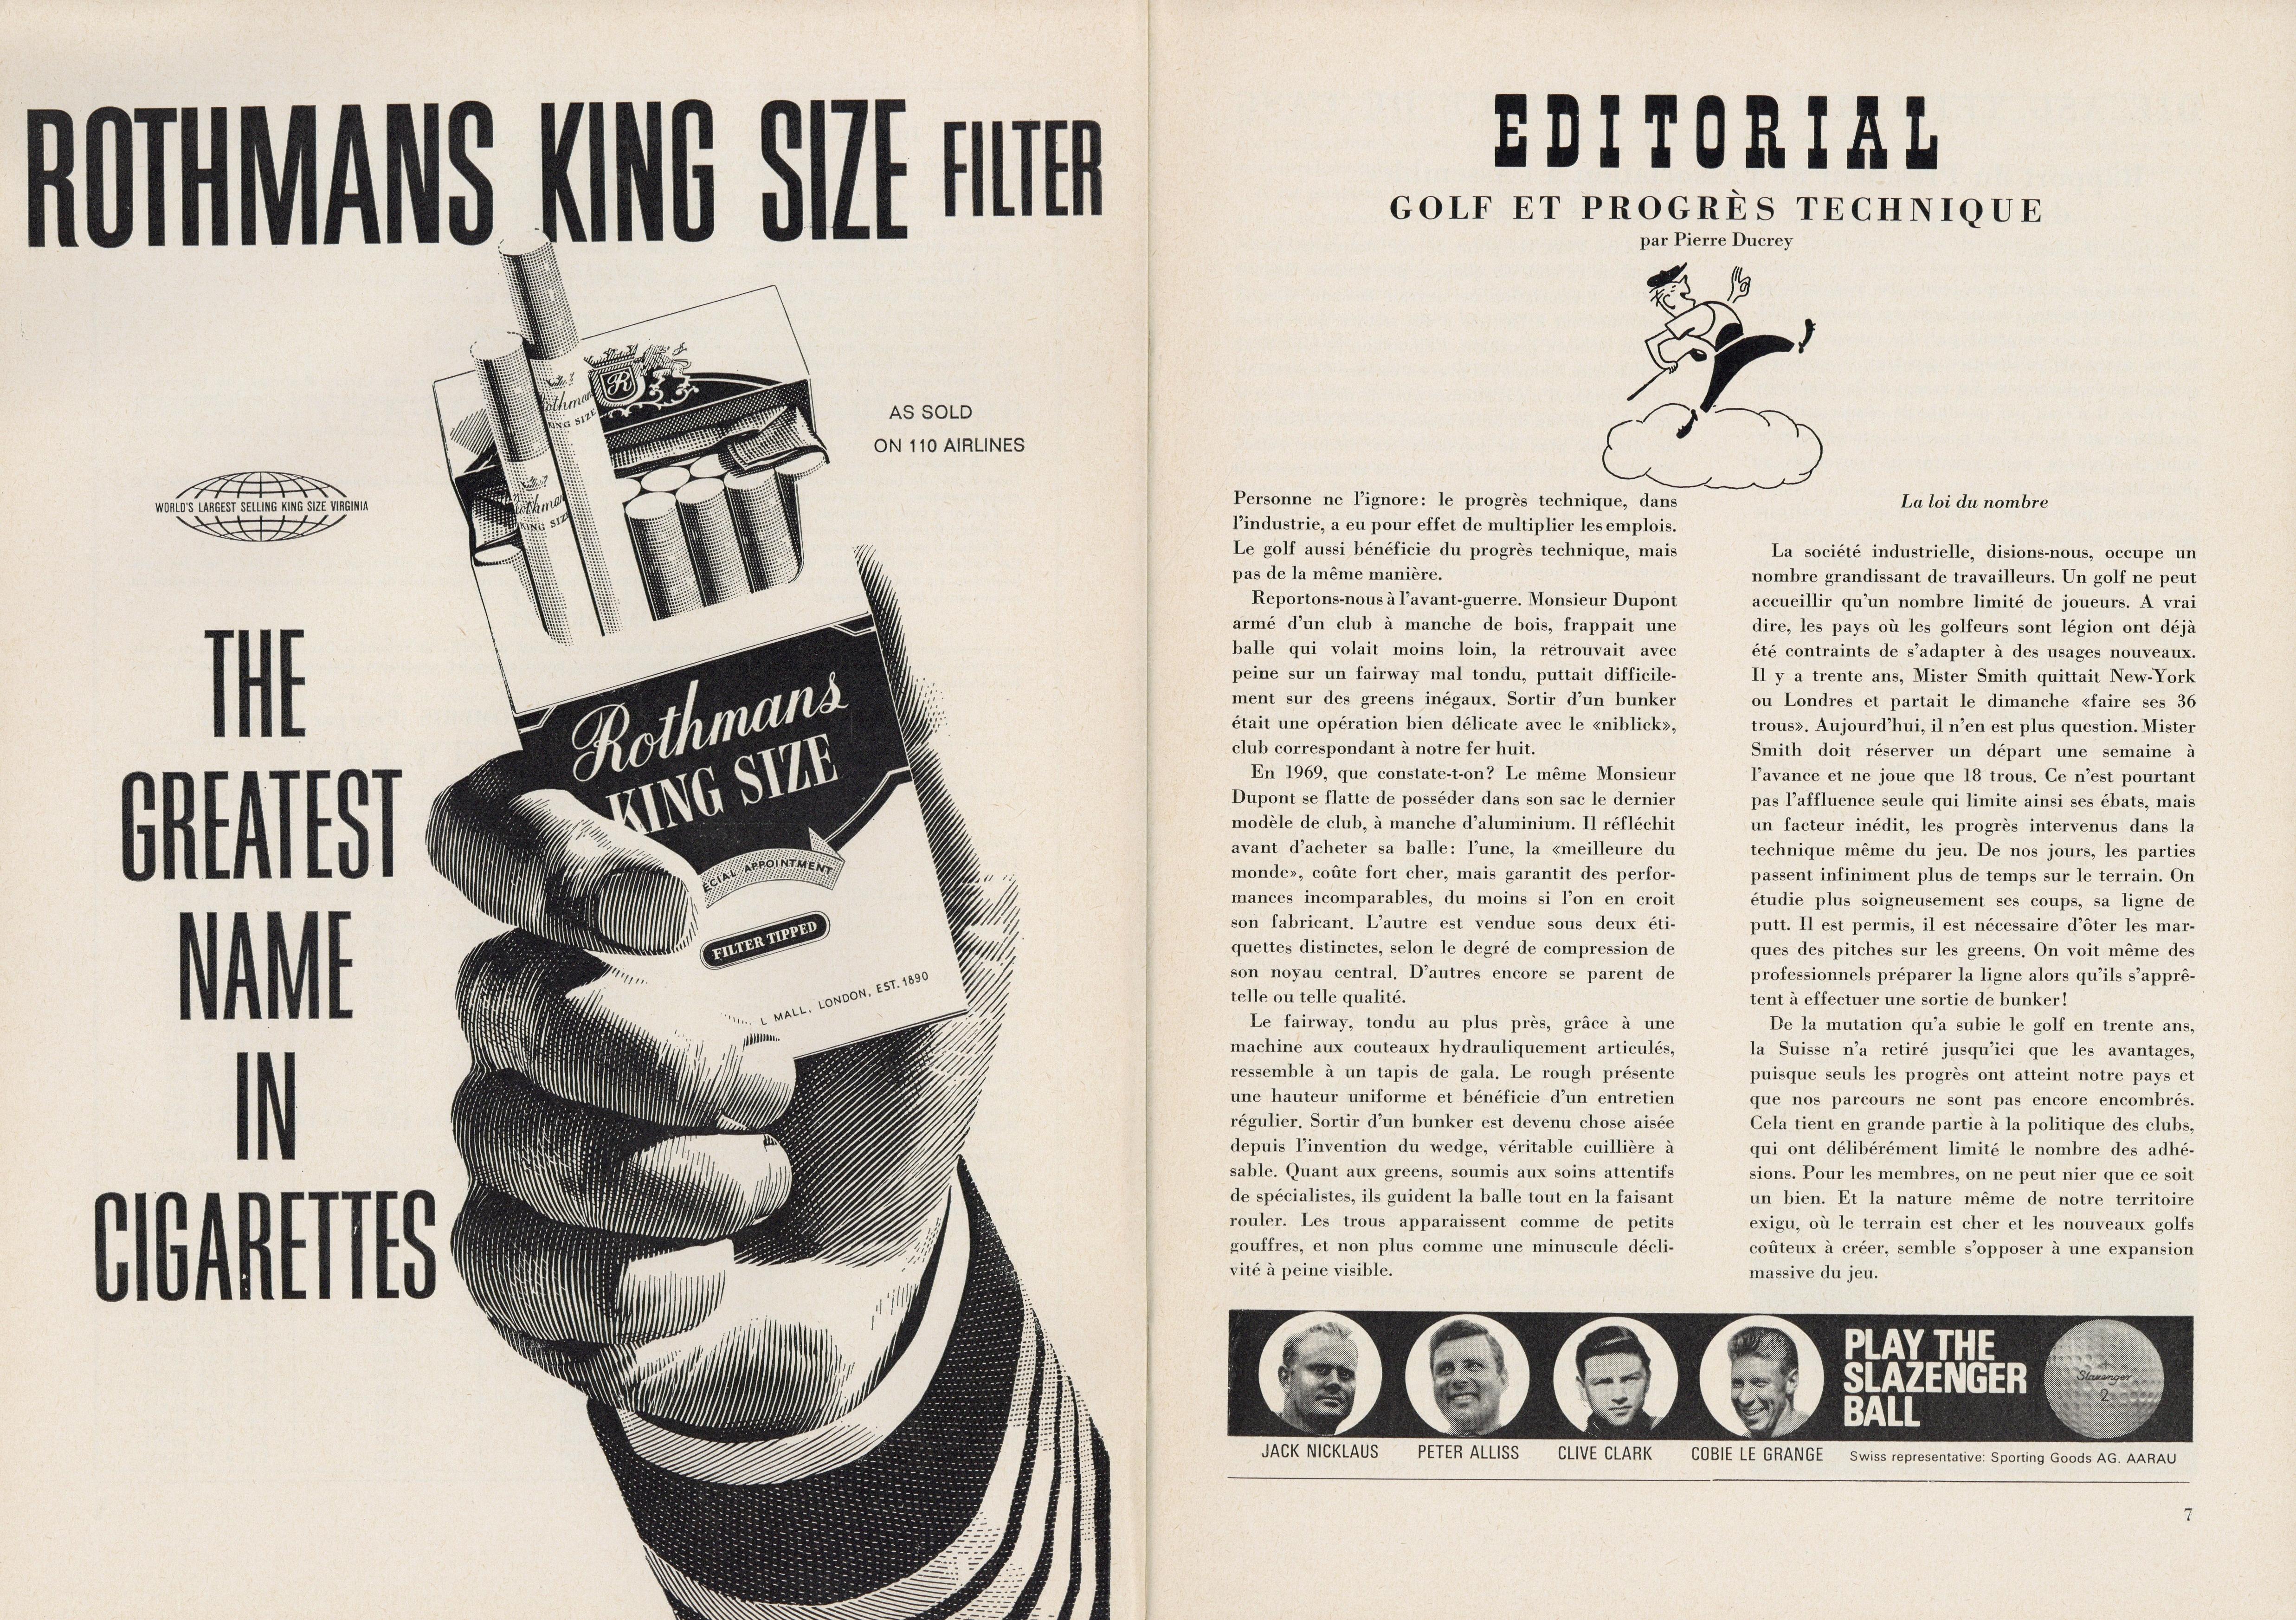 ROTHMANS KING SIZE FILTER
AS SOLD
ON 110 AIRLINES
WORLD'S LARGEST SELLING KING SIZE VIRGINIA
THE
GREATEST
NAME
IN
CIGARETTES
R
Rothmans
KING SIZE
SPECIAL APPOINTMENT
FILTER TIPPED
L MALL, LONDON, EST. 1890
EDITORIAL
GOLF ET PROGRÈS TECHNIQUE
par Pierre Ducrey
Personne ne l'ignore: le progrès technique, dans
l'industrie, a eu pour effet de multiplier les emplois.
Le golf aussi bénéficie du progrès technique, mais
pas de la même manière.
Reportons-nous à l'avant-guerre. Monsieur Dupont
armé d'un club à manche de bois, frappait une
balle qui volait moins loin, la retrouvait avec
peine sur un fairway mal tondu, puttait difficile-
ment sur des greens inégaux. Sortir d'un bunker
était une opération bien délicate avec le «niblick»,
club correspondant à notre fer huit.
En 1969, que constate-t-on? Le même Monsieur
Dupont se flatte de posséder dans son sac le dernier
modèle de club, à manche d'aluminium. Il réfléchit
avant d'acheter sa balle: l'une, la «meilleure du
monde», coûte fort cher, mais garantit des perfor-
mances incomparables, du moins si l'on en croit
son fabricant. L'autre est vendue sous deux éti-
quettes distinctes, selon le degré de compression de
son noyau central. D'autres encore se parent de
telle ou telle qualité.
Le fairway, tondu au plus près, grâce à une
machine aux couteaux hydrauliquement articulés,
ressemble à un tapis de gala. Le rough présente
une hauteur uniforme et bénéficie d'un entretien
régulier. Sortir d'un bunker est devenu chose aisée
depuis l'invention du wedge, véritable cuillière à
sable. Quant aux greens, soumis aux soins attentifs
de spécialistes, ils guident la balle tout en la faisant
rouler. Les trous apparaissent comme de petits
gouffres, et non plus comme une minuscule décli-
vité à peine visible.
La loi du nombre
La société industrielle, disions-nous, occupe un
nombre grandissant de travailleurs. Un golf ne peut
accueillir qu'un nombre limité de joueurs. A vrai
dire, les pays où les golfeurs sont légion ont déjà
été contraints de s'adapter à des usages nouveaux.
Il y a trente ans, Mister Smith quittait New-York
ou Londres et partait le dimanche «faire ses 36
trous». Aujourd'hui, il n'en est plus question. Mister
Smith doit réserver un départ une semaine à
l'avance et ne joue que 18 trous. Ce n'est pourtant
pas l'affluence seule qui limite ainsi ses ébats, mais
un facteur inédit, les progrès intervenus dans la
technique même du jeu. De nos jours, les parties
passent infiniment plus de temps sur le terrain. On
étudie plus soigneusement ses coups, sa ligne de
putt. Il est permis, il est nécessaire d'ôter les mar-
ques des pitches sur les greens. On voit même des
professionnels préparer la ligne alors qu'ils s'apprê-
tent à effectuer une sortie de bunker!
De la mutation qu'a subie le golf en trente ans,
la Suisse n'a retiré jusqu'ici que les avantages,
puisque seuls les progrès ont atteint notre pays et
que nos parcours ne sont pas encore encombrés.
Cela tient en grande partie à la politique des clubs,
qui ont délibérément limité le nombre des adhé-
sions. Pour les membres, on ne peut nier que ce soit
un bien. Et la nature même de notre territoire
exigu, où le terrain est cher et les nouveaux golfs
coûteux à créer, semble s'opposer à une expansion
massive du jeu.
PLAY THE
SLAZENGER
BALL
Slazenger
2
JACK NICKLAUS PETER ALLISS CLIVE CLARK COBIE LE GRANGE Swiss representative: Sporting Goods AG. AARAU
7